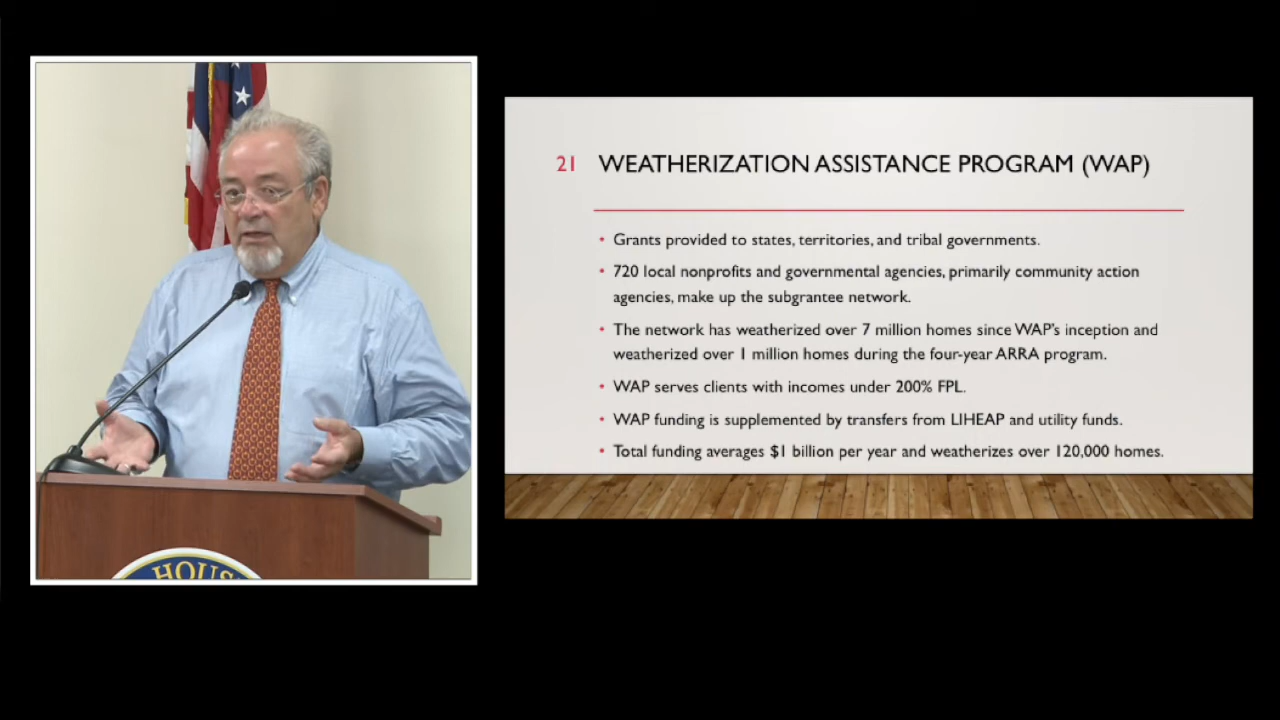 21 WEATHERIZATION ASSISTANCE PROGRAM (WAP)
• Grants provided to states, territories, and tribal governments.
• 720 local nonprofits and governmental agencies, primarily community action
agencies, make up the subgrantee network.
• The network has weatherized over 7 million homes since WAP's inception and
weatherized over 1 million homes during the four-year ARRA program.
• WAP serves clients with incomes under 200% FPL.
• WAP funding is supplemented by transfers from LIHEAP and utility funds.
• Total funding averages $1 billion per year and weatherizes over 120,000 homes.
HOUS